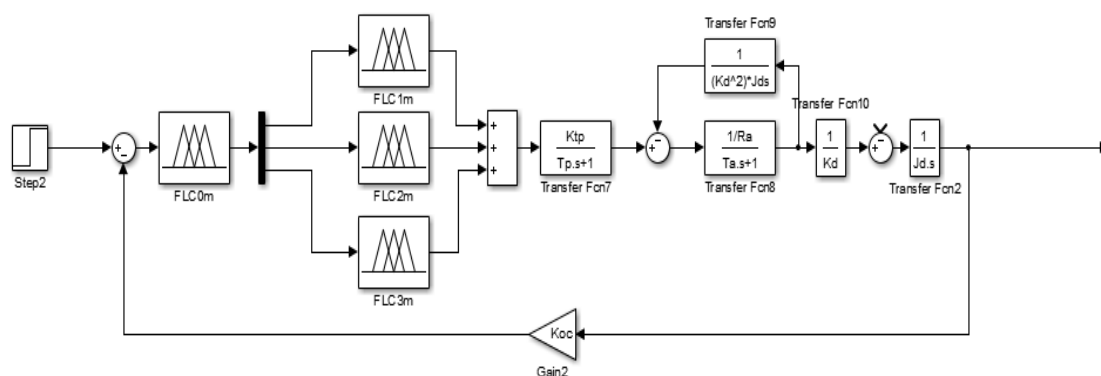 Step2
+
-
FLC0m
FLC1m
FLC2m
FLC3m
+
+
+
Ktp
Tp.s+1
Transfer Fcn7
+
-
Transfer Fcn9
1
(Kd^2)*Jds
1/Ra
Ta.s+1
Transfer Fcn8
Transfer Fcn10
1
Kd
+
-
1
Jd.s
Transfer Fcn2
Koc
Gain2